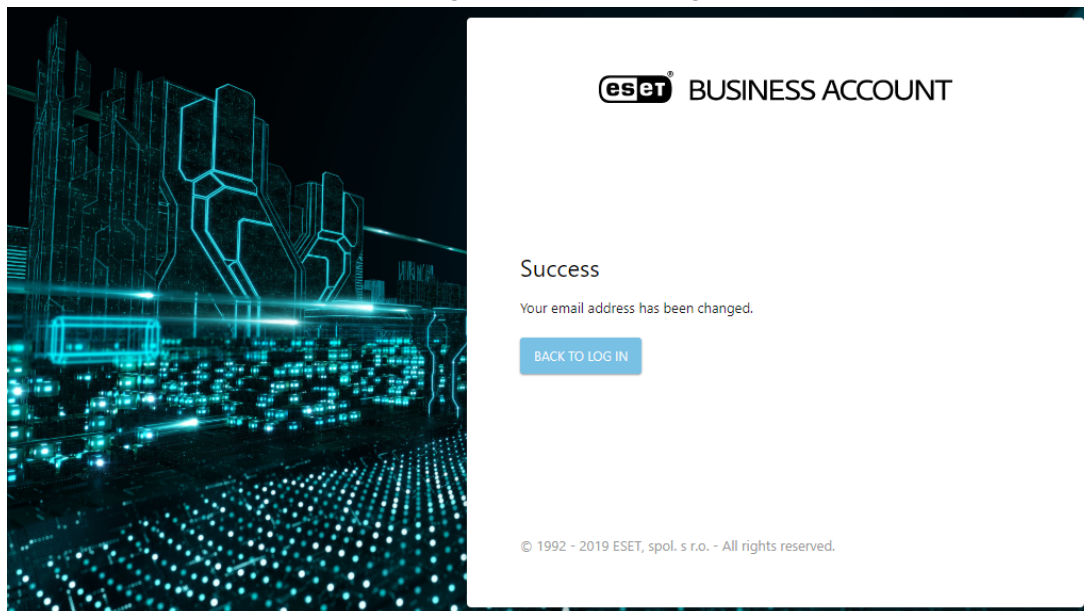 eseT® BUSINESS ACCOUNT
Success
Your email address has been changed.
BACK TO LOG IN
© 1992 - 2019 ESET, spol. s r.o. - All rights reserved.